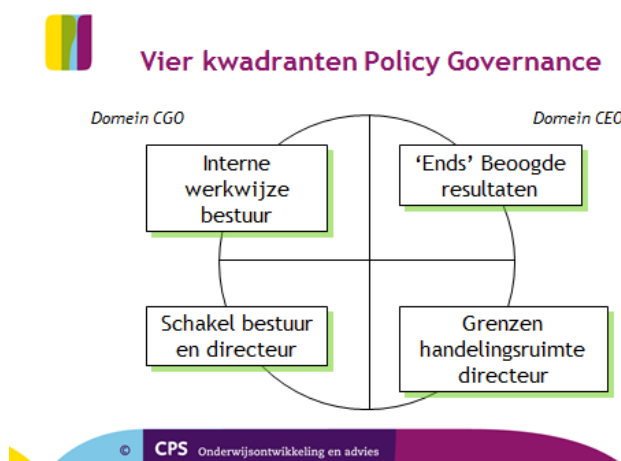 Vier kwadranten Policy Governance
Domein CGO
Domein CEO
Interne
werkwijze
bestuur
‘Ends’ Beoogde
resultaten
Schakel bestuur
en directeur
Grenzen
handelingsruimte
directeur
© CPS Onderwijsontwikkeling en advies